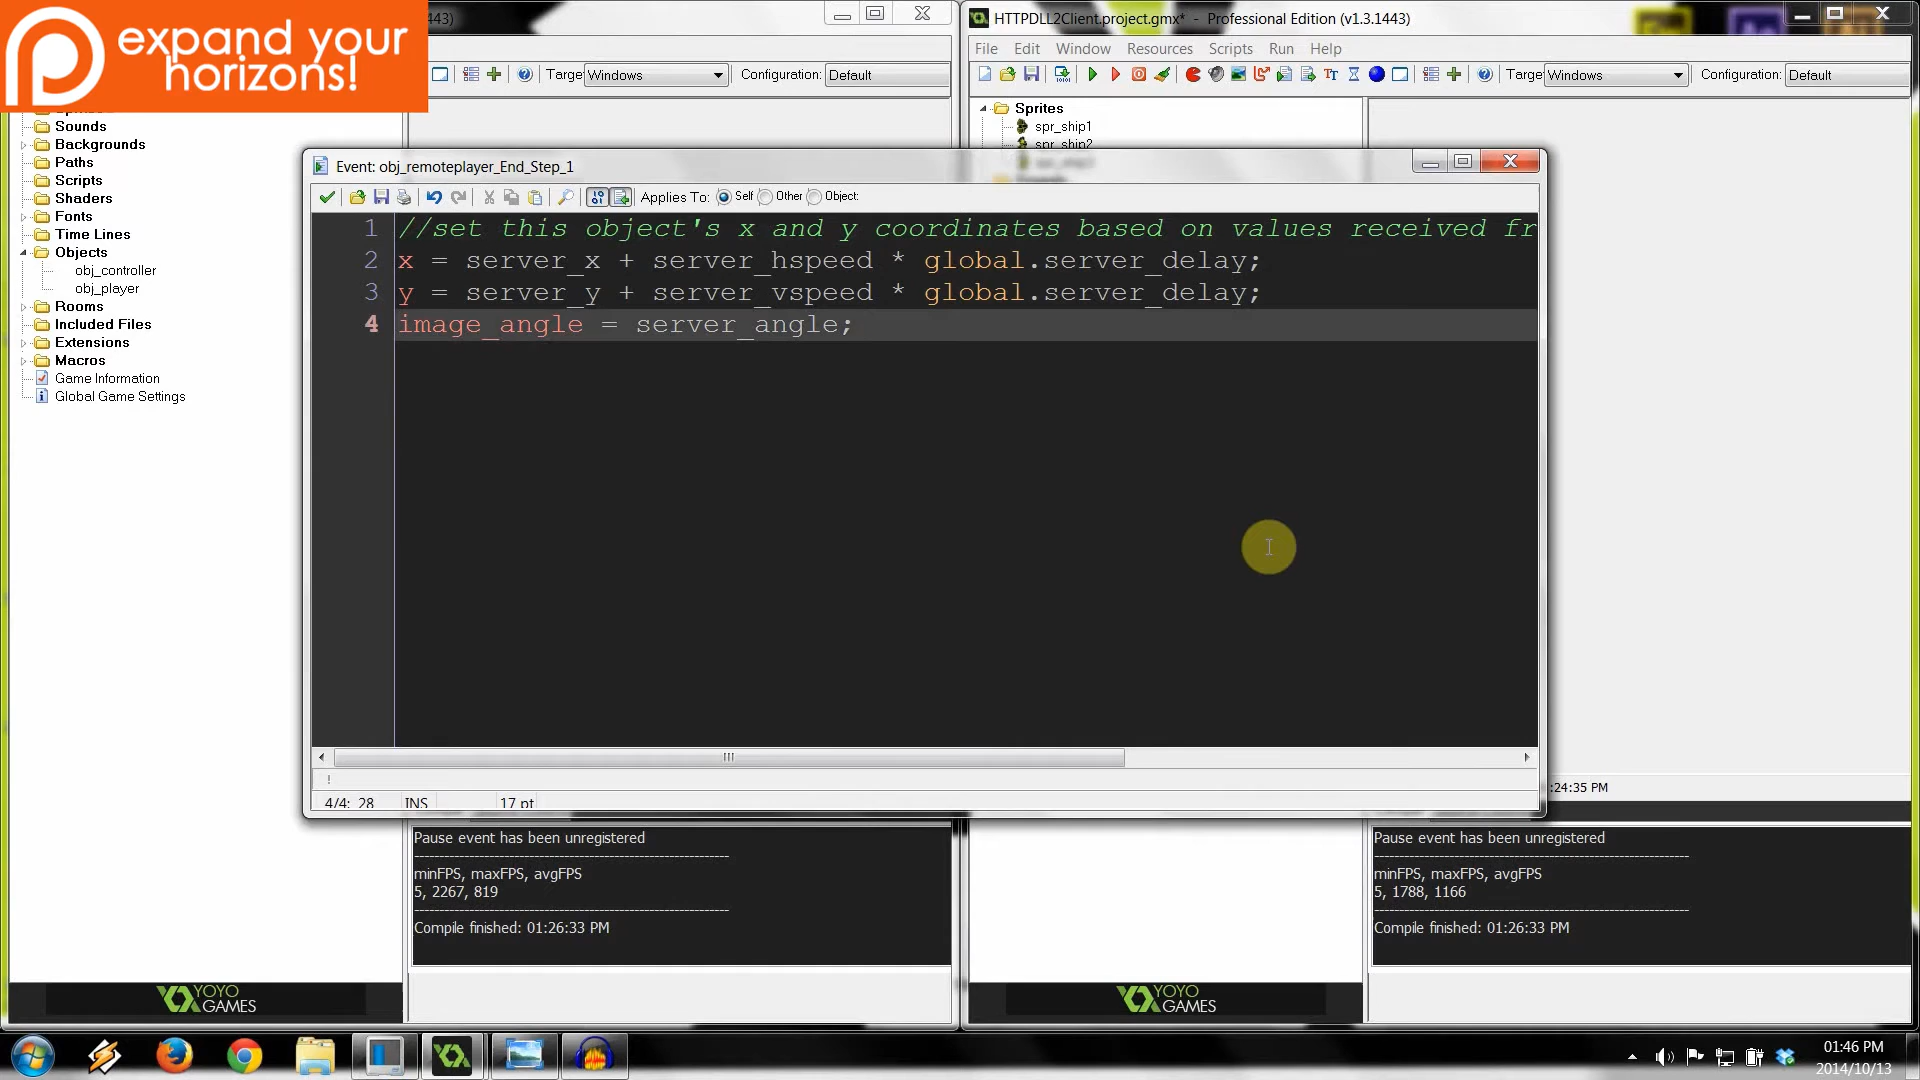 expand your
horizons!
443)
HTTPDLL2Client.project.gmx* - Professional Edition (v1.3.1443)
File Edit Window Resources Scripts Run Help
Targe Windows Configuration: Default
Targe Windows Configuration: Default
Sounds
Backgrounds
Paths
Scripts
Shaders
Fonts
Time Lines
Objects
obj_controller
obj_player
Rooms
Included Files
Extensions
Macros
Game Information
Global Game Settings
Sprites
spr_ship1
spr_ship2
Event: obj_remoteplayer_End_Step_1
Applies To: Self Other Object:
1 //set this object's x and y coordinates based on values received fr
2 x = server_x + server_hspeed * global.server_delay;
3 y = server_y + server_vspeed * global.server_delay;
4 image_angle = server_angle;
!
4/4: 28 INS 17 pt
:24:35 PM
Pause event has been unregistered
minFPS, maxFPS, avgFPS
5, 2267, 819
Compile finished: 01:26:33 PM
Pause event has been unregistered
minFPS, maxFPS, avgFPS
5, 1788, 1166
Compile finished: 01:26:33 PM
YOYO
GAMES
YOYO
GAMES
01:46 PM
2014/10/13